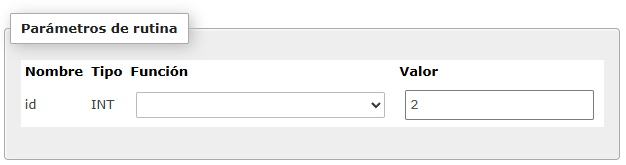 Parámetros de rutina
Nombre Tipo Función Valor
id INT 2